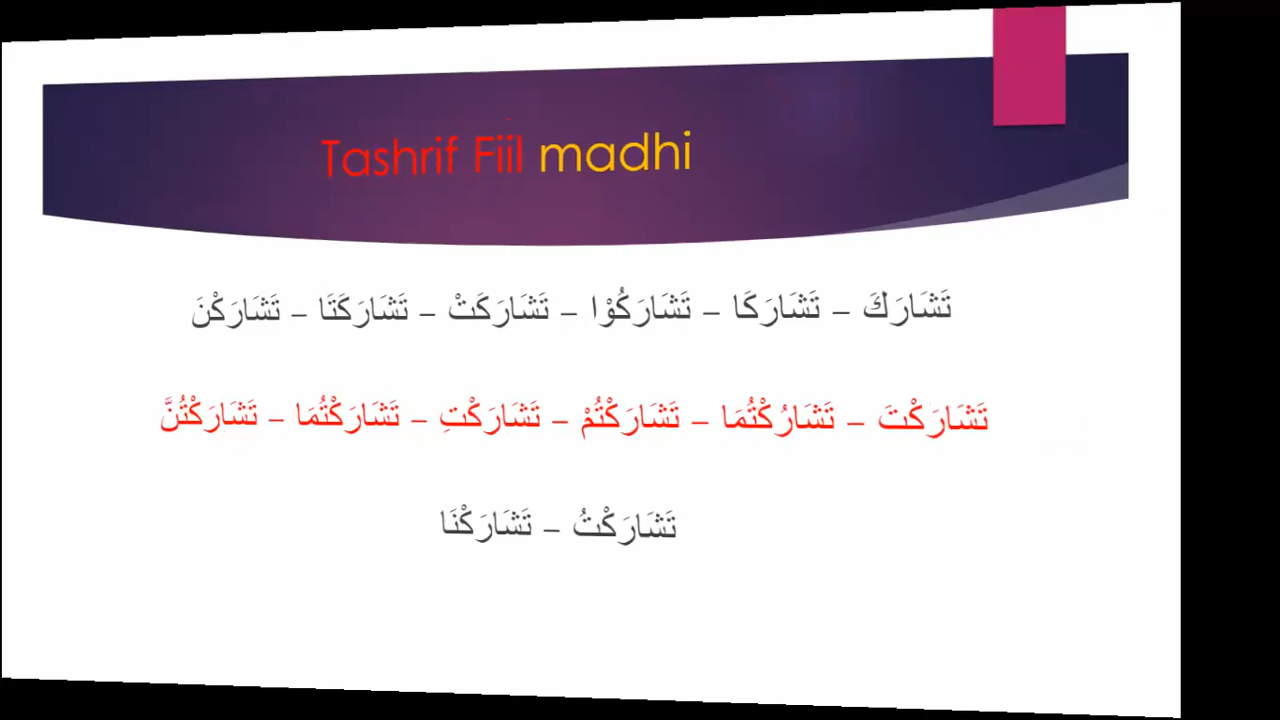 Tashrif Fiil madhi
تَشَارَكَ – تَشَارَكَا – تَشَارَكُوْا – تَشَارَكَتْ – تَشَارَكَتَا – تَشَارَكْنَ
تَشَارَكْتَ – تَشَارُكْتُمَا – تَشَارَكْتُمْ – تَشَارَكْتِ – تَشَارَكْتُمَا – تَشَارَكْتُنَّ
تَشَارَكْتُ – تَشَارَكْنَا